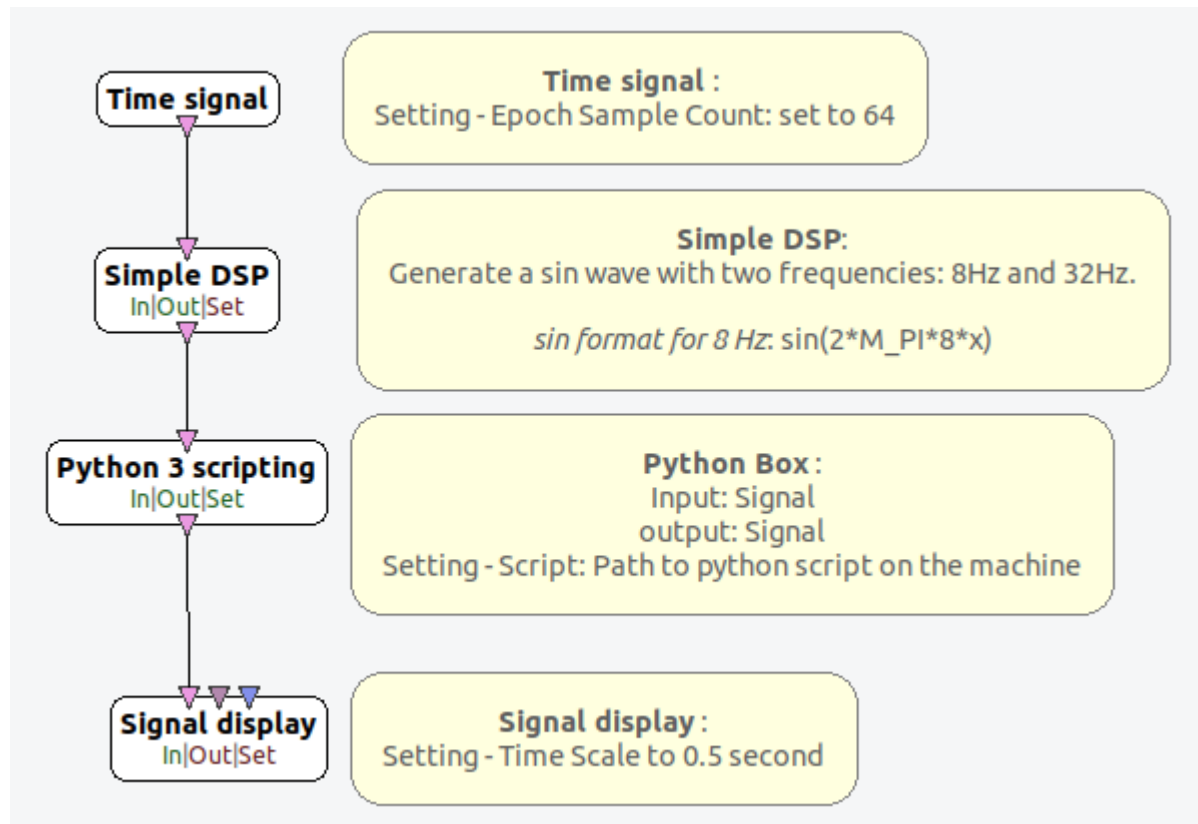 Time signal
Time signal :
Setting - Epoch Sample Count: set to 64
Simple DSP
In|Out|Set
Simple DSP:
Generate a sin wave with two frequencies: 8Hz and 32Hz.
sin format for 8 Hz: sin(2*M_PI*8*x)
Python 3 scripting
In|Out|Set
Python Box :
Input: Signal
output: Signal
Setting - Script: Path to python script on the machine
Signal display
In|Out|Set
Signal display :
Setting - Time Scale to 0.5 second